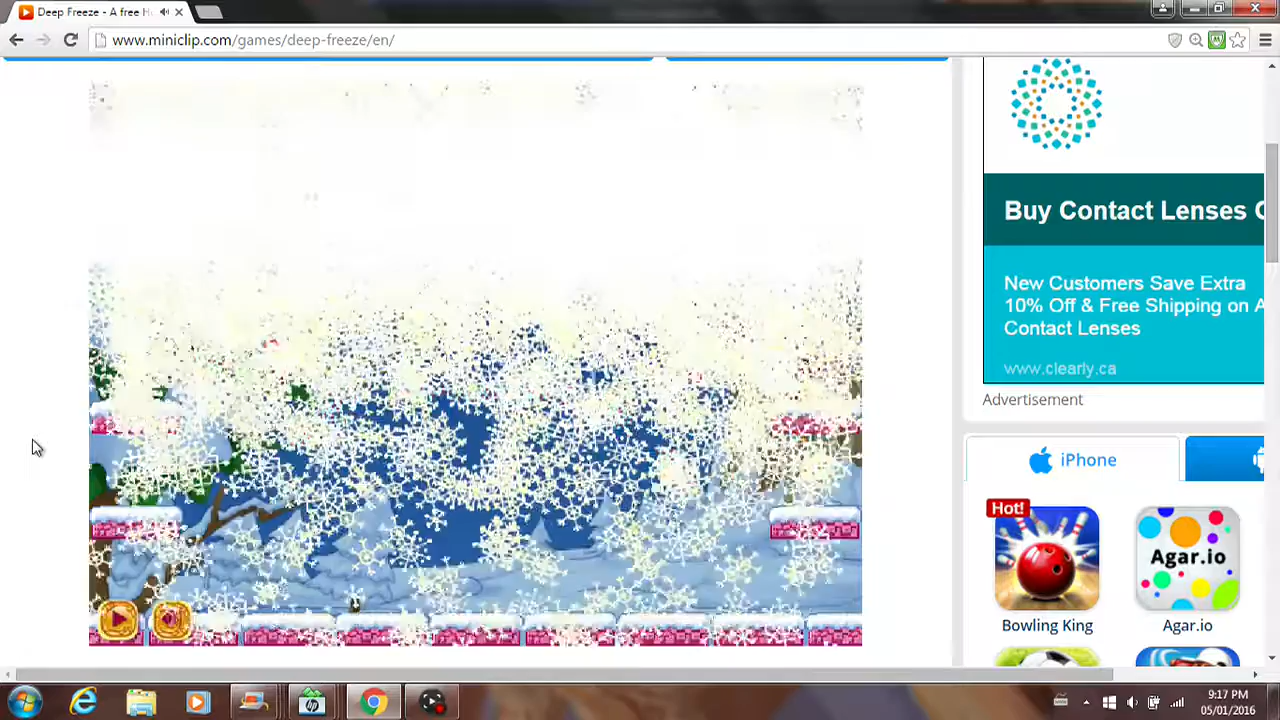 Deep Freeze - A free H
www.miniclip.com/games/deep-freeze/en/
Buy Contact Lenses
New Customers Save Extra
10% Off & Free Shipping on A
Contact Lenses
www.clearly.ca
Advertisement
iPhone
Hot!
Agar.io
Bowling King
Agar.io
9:17 PM
05/01/2016